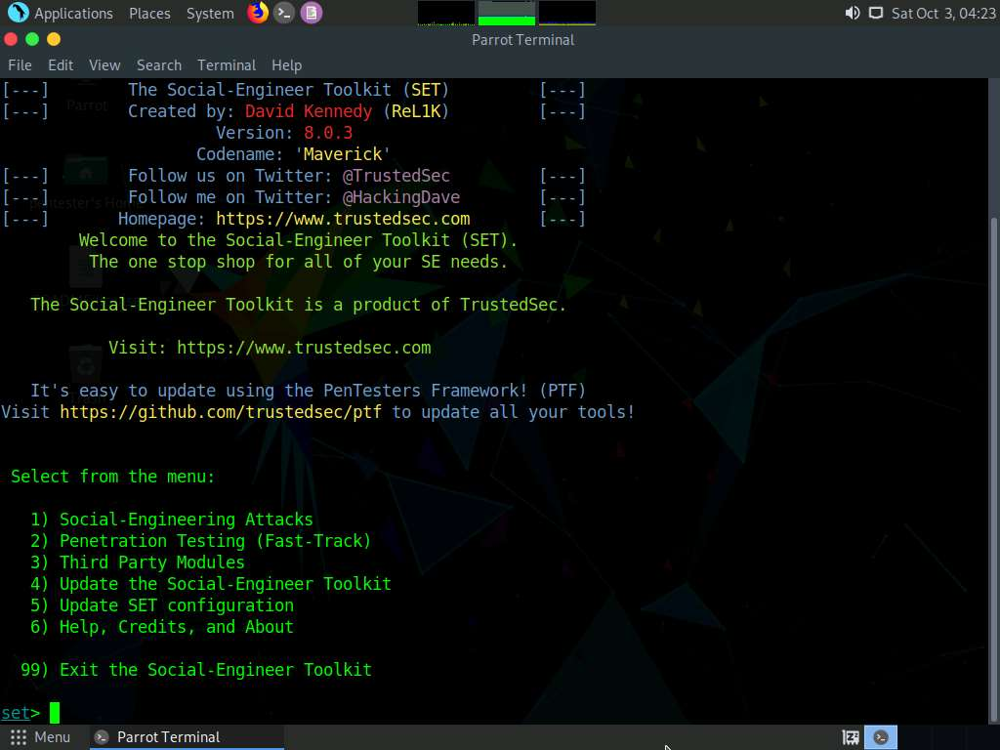 Applications Places System Sat Oct 3, 04:23
Parrot Terminal
File Edit View Search Terminal Help
[---] The Social-Engineer Toolkit (SET) [---]
[---] Created by: David Kennedy (ReL1K) [---]
Version: 8.0.3
Codename: 'Maverick'
[---] Follow us on Twitter: @TrustedSec [---]
[---] Follow me on Twitter: @HackingDave [---]
[---] Homepage: https://www.trustedsec.com [---]
Welcome to the Social-Engineer Toolkit (SET).
The one stop shop for all of your SE needs.
The Social-Engineer Toolkit is a product of TrustedSec.
Visit: https://www.trustedsec.com
It's easy to update using the PenTesters Framework! (PTF)
Visit https://github.com/trustedsec/ptf to update all your tools!
Select from the menu:
1) Social-Engineering Attacks
2) Penetration Testing (Fast-Track)
3) Third Party Modules
4) Update the Social-Engineer Toolkit
5) Update SET configuration
6) Help, Credits, and About
99) Exit the Social-Engineer Toolkit
set>
Menu Parrot Terminal